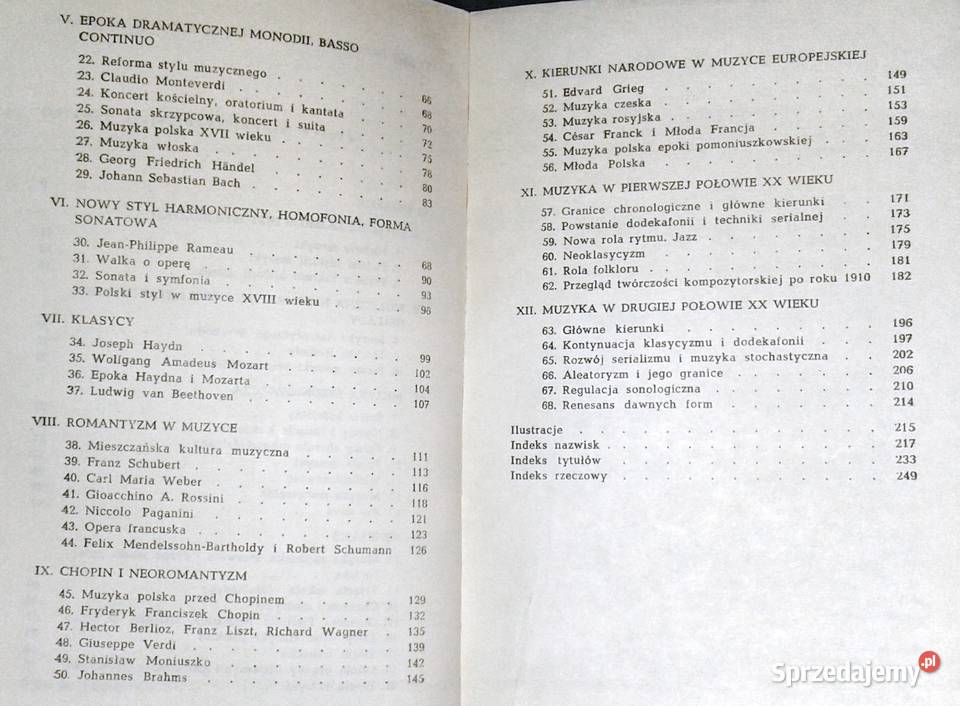 V. EPOKA DRAMATYCZNEJ MONODII, BASSO
CONTINUO
22. Reforma stylu muzycznego . . . . . . 66
23. Claudio Monteverdi . . . . . . 68
24. Koncert kościelny, oratorium i kantata . . . 70
25. Sonata skrzypcowa, koncert i suita . . . . 72
26. Muzyka polska XVII wieku . . . . . . 75
27. Muzyka włoska . . . . . . 78
28. Georg Friedrich Händel . . . . . . 80
29. Johann Sebastian Bach . . . . . . 83
VI. NOWY STYL HARMONICZNY, HOMOFONIA, FORMA
SONATOWA
30. Jean-Philippe Rameau . . . . . . 68
31. Walka o operę . . . . . . 90
32. Sonata i symfonia . . . . . . 93
33. Polski styl w muzyce XVIII wieku . . . . 96
VII. KLASYCY
34. Joseph Haydn . . . . . . 99
35. Wolfgang Amadeus Mozart . . . . . 102
36. Epoka Haydna i Mozarta . . . . . 104
37. Ludwig van Beethoven . . . . . . 107
VIII. ROMANTYZM W MUZYCE
38. Mieszczańska kultura muzyczna . . . . . 111
39. Franz Schubert . . . . . . 113
40. Carl Maria Weber . . . . . . 116
41. Gioacchino A. Rossini . . . . . . 118
42. Niccolo Paganini . . . . . . 121
43. Opera francuska . . . . . . 123
44. Felix Mendelssohn-Bartholdy i Robert Schumann 126
IX. CHOPIN I NEOROMANTYZM
45. Muzyka polska przed Chopinem . . . . . 129
46. Fryderyk Franciszek Chopin . . . . . 132
47. Hector Berlioz, Franz Liszt, Richard Wagner . 135
48. Giuseppe Verdi . . . . . . 139
49. Stanisław Moniuszko . . . . . . 142
50. Johannes Brahms . . . . . . 145
X. KIERUNKI NARODOWE W MUZYCE EUROPEJSKIEJ
51. Edvard Grieg . . . . . . 149
52. Muzyka czeska . . . . . . 151
53. Muzyka rosyjska . . . . . . 153
54. César Franck i Młoda Francja . . . . . 159
55. Muzyka polska epoki pomoniuszkowskiej . . . 163
56. Młoda Polska . . . . . . 167
XI. MUZYKA W PIERWSZEJ POŁOWIE XX WIEKU
57. Granice chronologiczne i główne kierunki . . . 171
58. Powstanie dodekafonii i techniki serialnej . . . 173
59. Nowa rola rytmu. Jazz . . . . . . 175
60. Neoklasycyzm . . . . . . 179
61. Rola folkloru . . . . . . 181
62. Przegląd twórczości kompozytorskiej po roku 1910 182
XII. MUZYKA W DRUGIEJ POŁOWIE XX WIEKU
63. Główne kierunki . . . . . . 196
64. Kontynuacja klasycyzmu i dodekafonii . . . 197
65. Rozwój serializmu i muzyka stochastyczna . . . 202
66. Aleatoryzm i jego granice . . . . . 206
67. Regulacja sonologiczna . . . . . . 210
68. Renesans dawnych form . . . . . . 214
Ilustracje . . . . . . 215
Indeks nazwisk . . . . . . 217
Indeks tytułów . . . . . . 233
Indeks rzeczowy . . . . . . 249
Sprzedajemy.pl